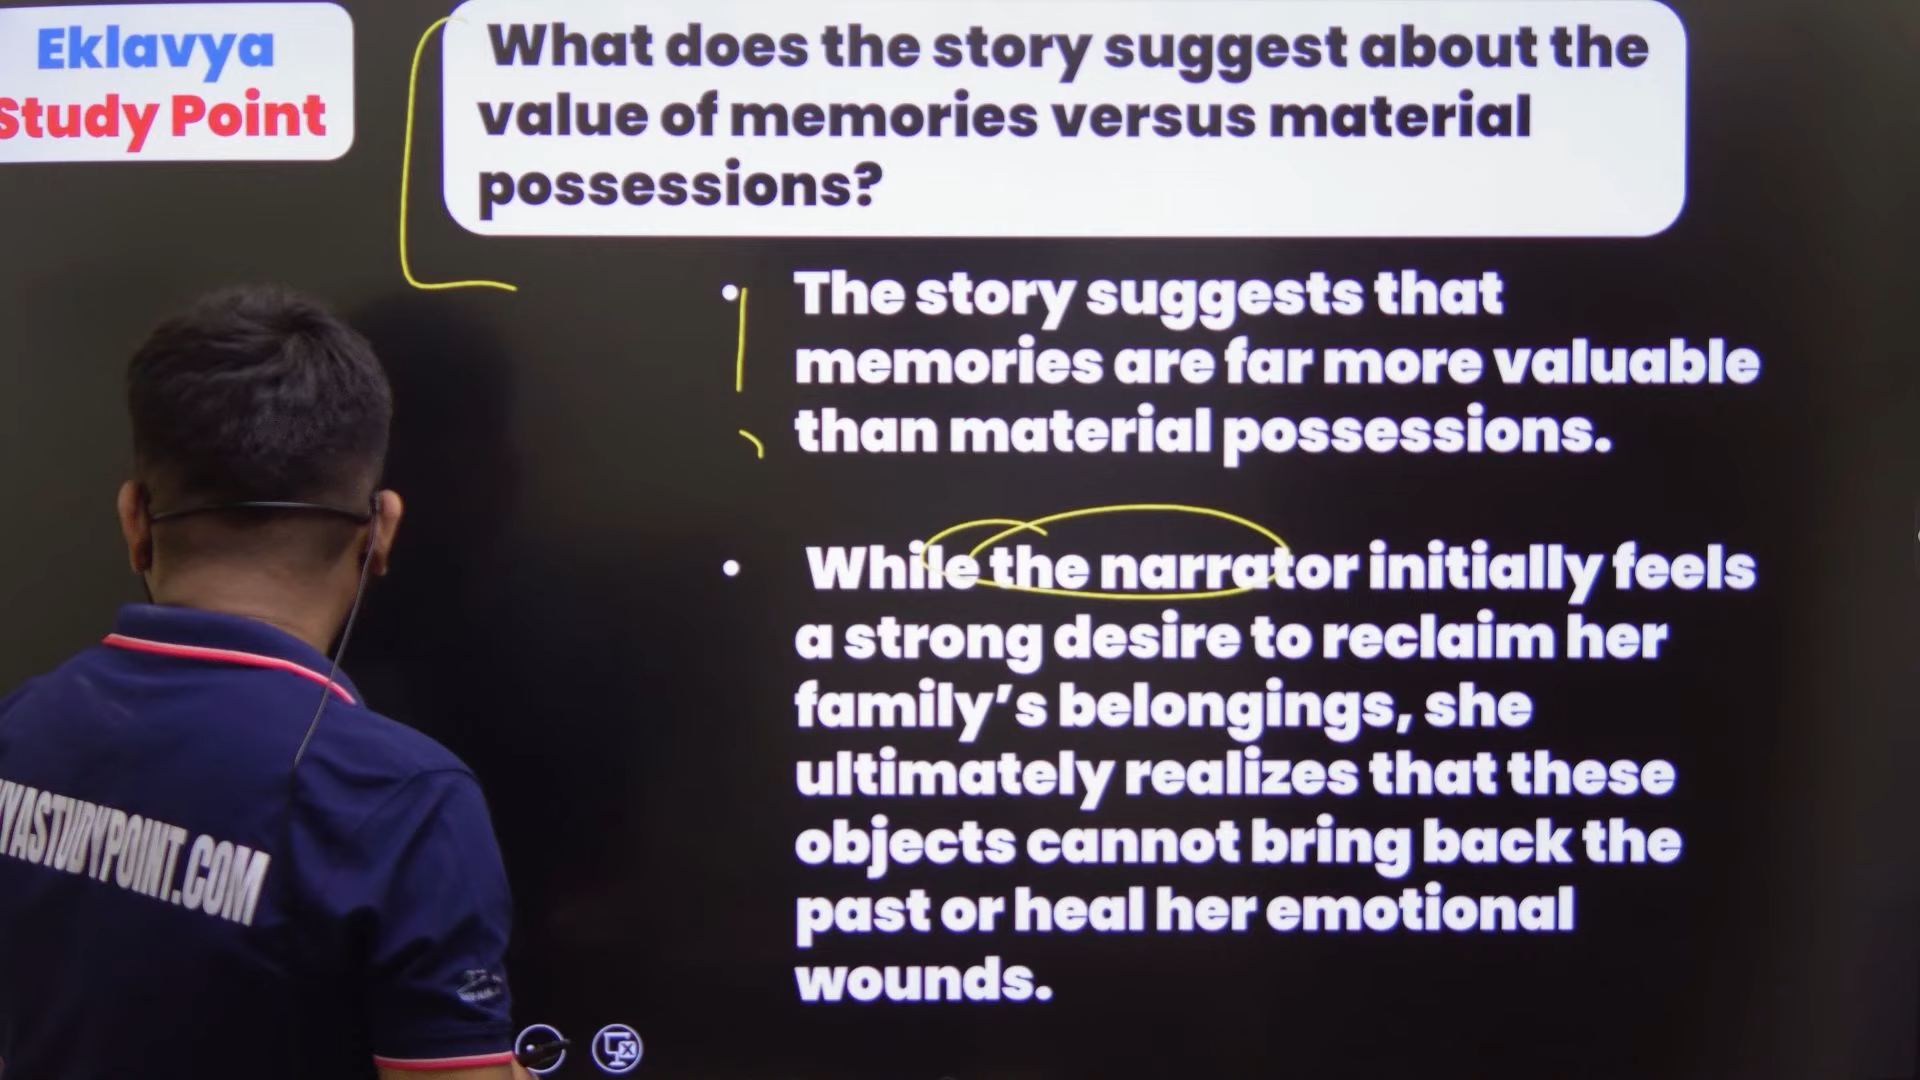 Eklavya
Study Point
What does the story suggest about the
value of memories versus material
possessions?
• The story suggests that
memories are far more valuable
than material possessions.
• While the narrator initially feels
a strong desire to reclaim her
family's belongings, she
ultimately realizes that these
objects cannot bring back the
past or heal her emotional
wounds.
YASTUDYPOINT.COM